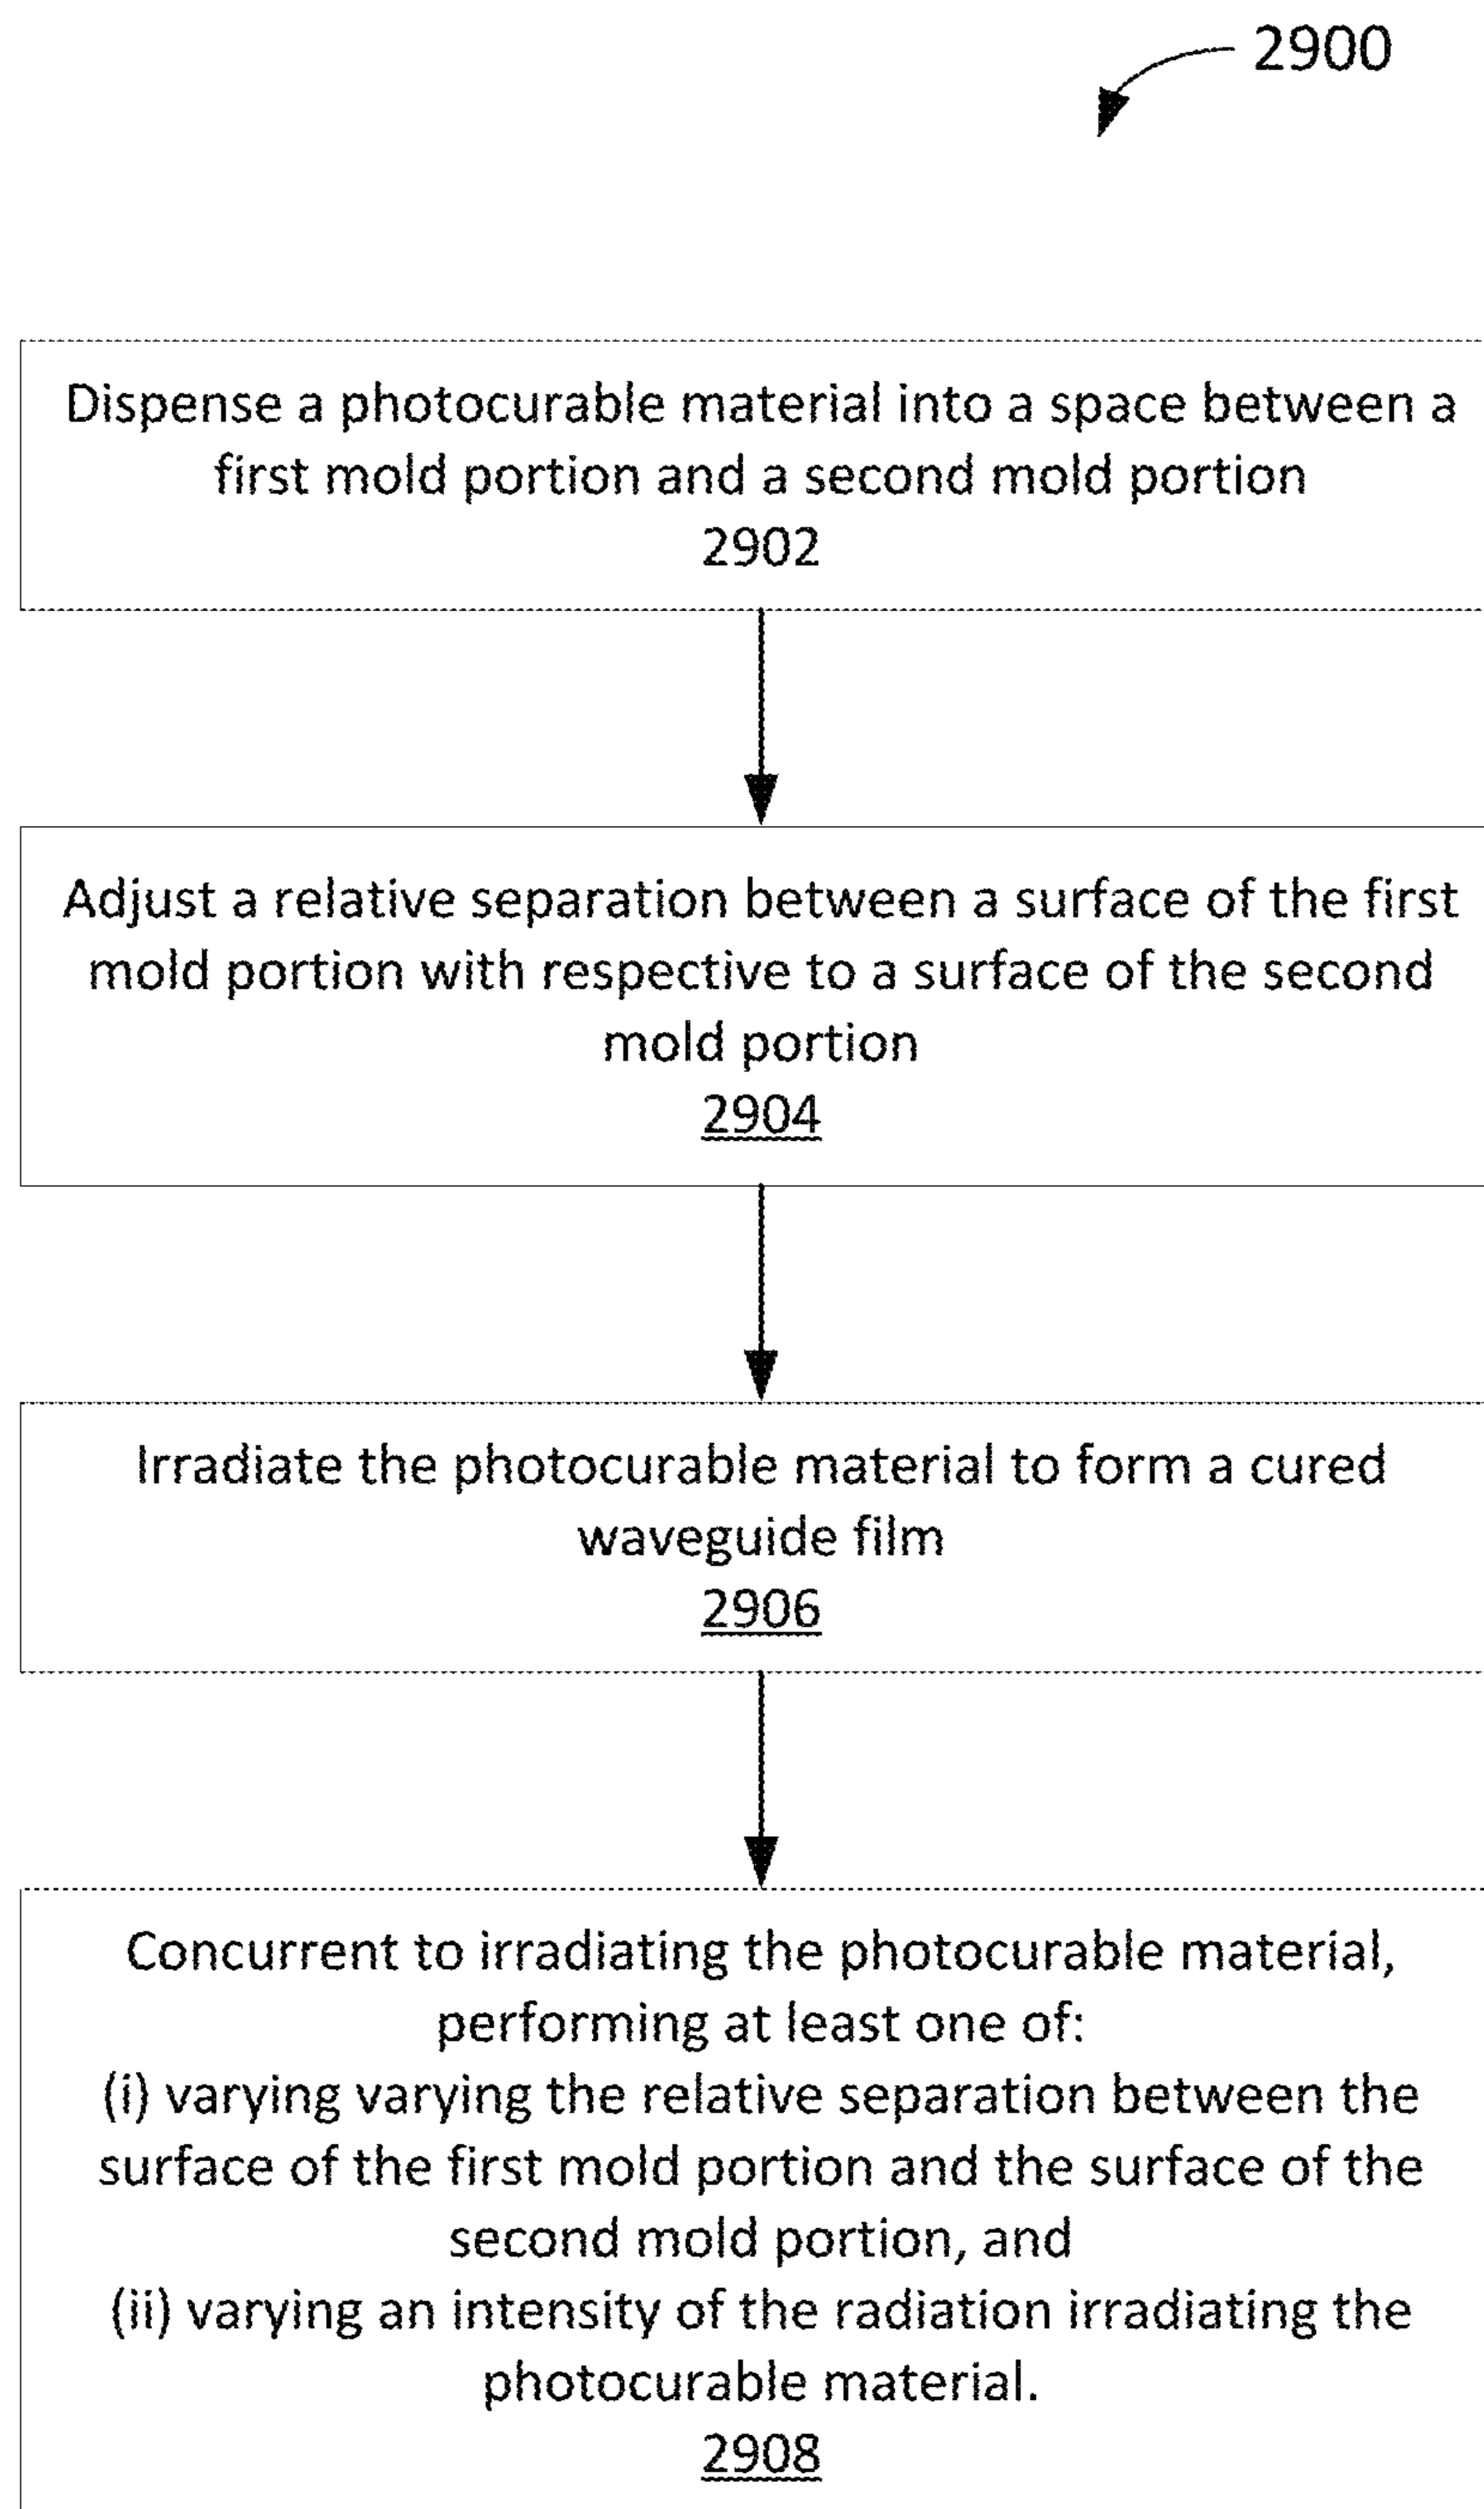 2900
Dispense a photocurable material into a space between a
first mold portion and a second mold portion
2902
Adjust a relative separation between a surface of the first
mold portion with respective to a surface of the second
mold portion
2904
Irradiate the photocurable material to form a cured
waveguide film
2906
Concurrent to irradiating the photocurable material,
performing at least one of:
(i) varying varying the relative separation between the
surface of the first mold portion and the surface of the
second mold portion, and
(ii) varying an intensity of the radiation irradiating the
photocurable material.
2908